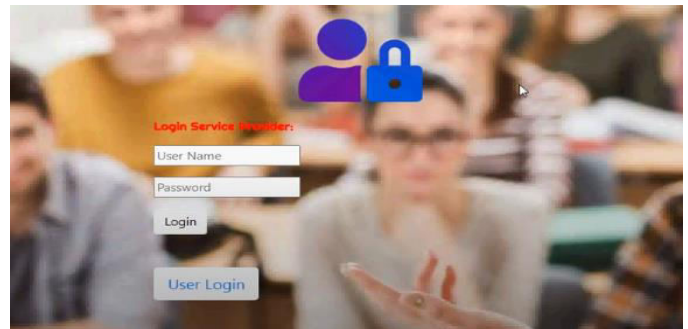 Login Service Provider:
User Name
Password
Login
User Login